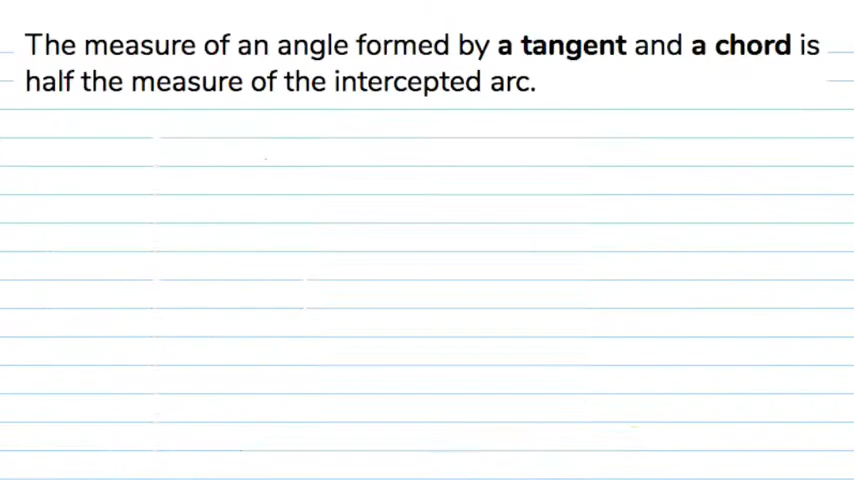 The measure of an angle formed by a tangent and a chord is
half the measure of the intercepted arc.